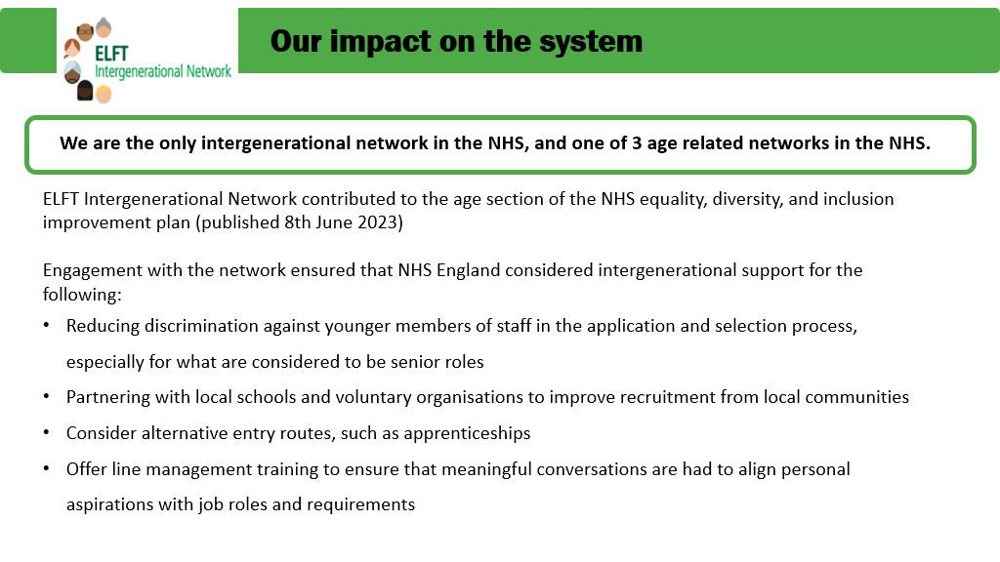 Our impact on the system
ELFT
Intergenerational Network
We are the only intergenerational network in the NHS, and one of 3 age related networks in the NHS.
ELFT Intergenerational Network contributed to the age section of the NHS equality, diversity, and inclusion
improvement plan (published 8th June 2023)
Engagement with the network ensured that NHS England considered intergenerational support for the
following:
• Reducing discrimination against younger members of staff in the application and selection process,
especially for what are considered to be senior roles
• Partnering with local schools and voluntary organisations to improve recruitment from local communities
• Consider alternative entry routes, such as apprenticeships
• Offer line management training to ensure that meaningful conversations are had to align personal
aspirations with job roles and requirements